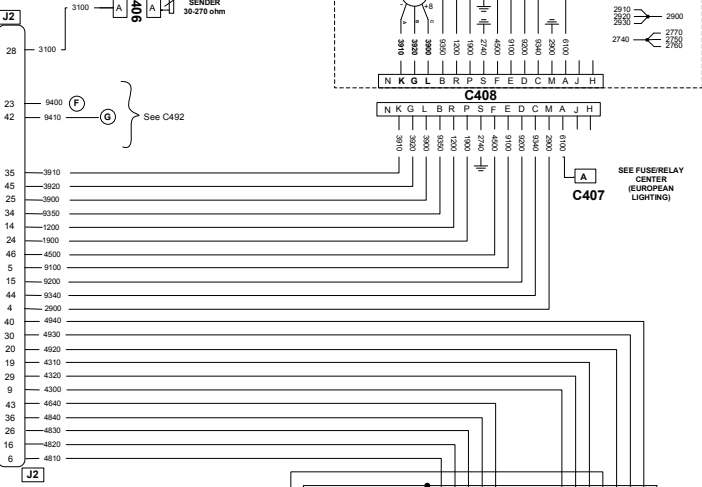 J2
3100 A 406 A SENDER
30-270 ohm
28 3100
+8
A B C
3910 3920 3900 9350 1200 1900 2740 4500 9100 9200 9340 2900 6100
2910
2920 2900
2930
2770
2740 2750
2760
N K G L B R P S F E D C M A J H
C408
N K G L B R P S F E D C M A J H
3910 3920 3900 9350 1200 1900 2740 4500 9100 9200 9340 2900 6100
23 9400 F
42 9410 G See C492
A
C407
SEE FUSE/RELAY
CENTER
(EUROPEAN
LIGHTING)
35 3910
45 3920
25 3900
34 9350
14 1200
24 1900
46 4500
5 9100
15 9200
44 9340
4 2900
40 4940
30 4930
20 4920
19 4310
29 4320
9 4300
43 4640
36 4840
26 4830
16 4820
6 4810
J2